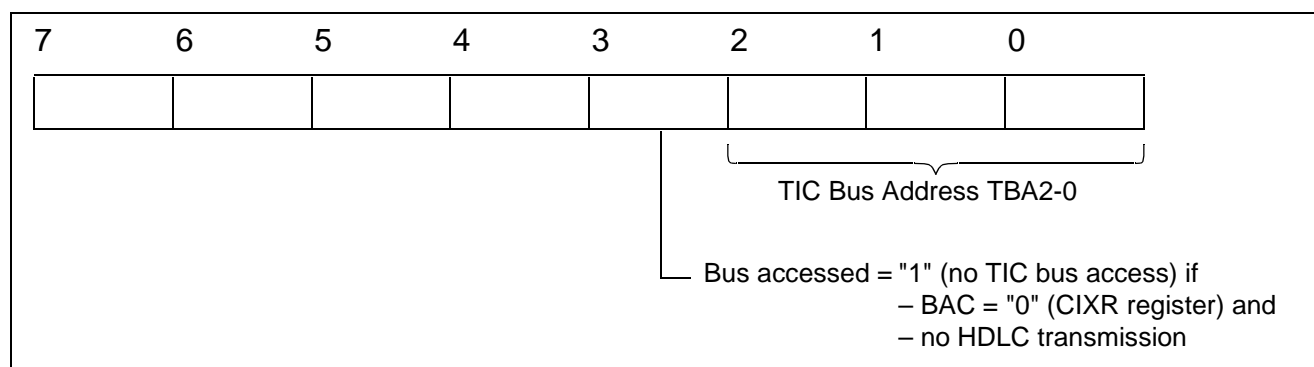 7 6 5 4 3 2 1 0
TIC Bus Address TBA2-0
Bus accessed = "1" (no TIC bus access) if
– BAC = "0" (CIXR register) and
– no HDLC transmission